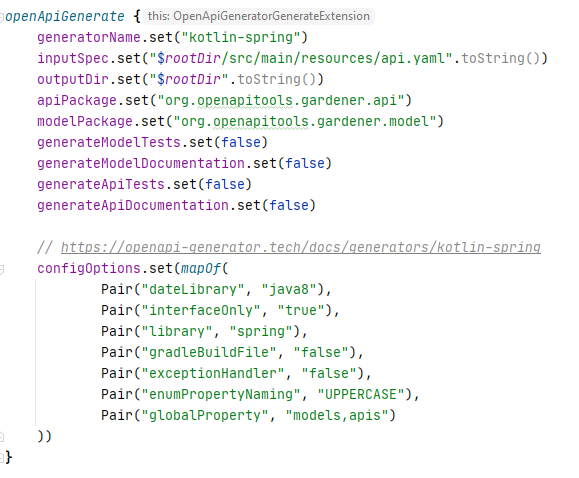 openApiGenerate { this: OpenApiGeneratorGenerateExtension
    generatorName.set("kotlin-spring")
    inputSpec.set("$rootDir/src/main/resources/api.yaml".toString())
    outputDir.set("$rootDir".toString())
    apiPackage.set("org.openapitools.gardener.api")
    modelPackage.set("org.openapitools.gardener.model")
    generateModelTests.set(false)
    generateModelDocumentation.set(false)
    generateApiTests.set(false)
    generateApiDocumentation.set(false)

    // https://openapi-generator.tech/docs/generators/kotlin-spring
    configOptions.set(mapOf(
            Pair("dateLibrary", "java8"),
            Pair("interfaceOnly", "true"),
            Pair("library", "spring"),
            Pair("gradleBuildFile", "false"),
            Pair("exceptionHandler", "false"),
            Pair("enumPropertyNaming", "UPPERCASE"),
            Pair("globalProperty", "models,apis")
    ))
}